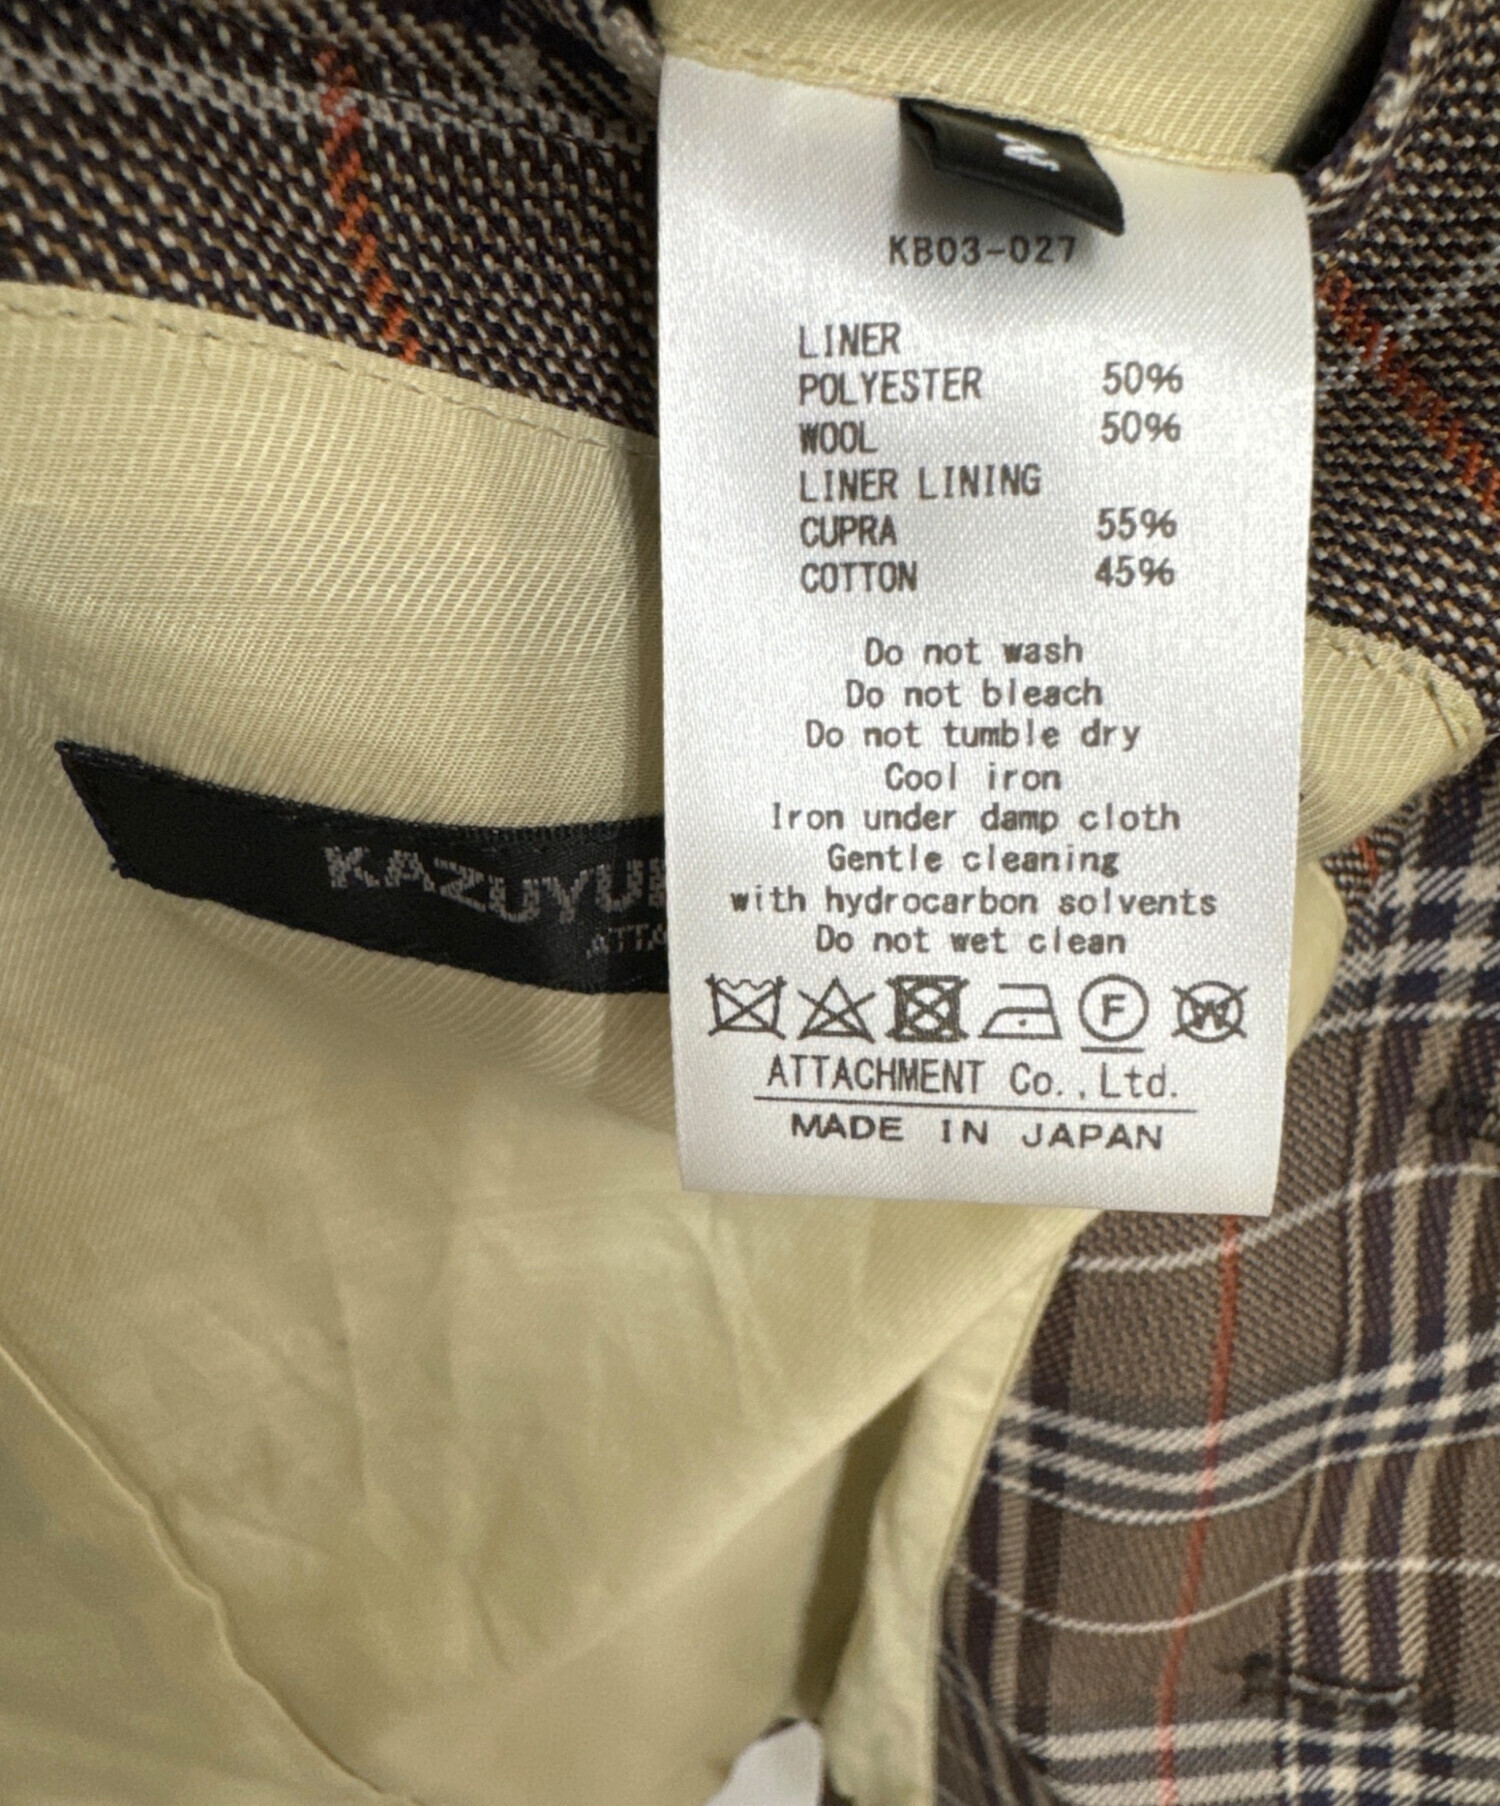 KB03-027
LINER
POLYESTER 50%
WOOL 50%
LINER LINING
CUPRA 55%
COTTON 45%
Do not wash
Do not bleach
Do not tumble dry
Cool iron
Iron under damp cloth
Gentle cleaning
with hydrocarbon solvents
Do not wet clean
F W
ATTACHMENT Co.,Ltd.
MADE IN JAPAN
KAZUYU
ATTA